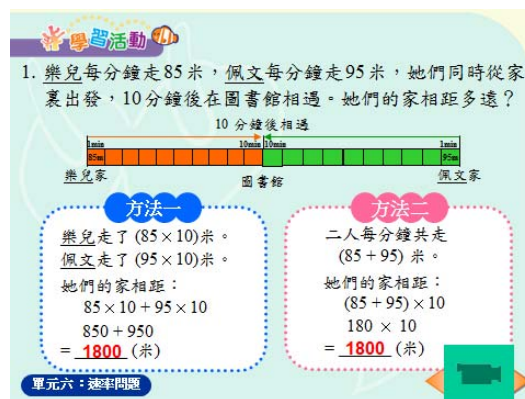 學習活動
1. 樂兒每分鐘走85米，佩文每分鐘走95米，她們同時從家
裏出發，10分鐘後在圖書館相遇。她們的家相距多遠？
10 分鐘後相遇
1min 10min 10min 1min
85m 95m
樂兒家 圖書館 佩文家
方法一
樂兒走了 (85 × 10)米。
佩文走了 (95 × 10)米。
她們的家相距：
85 × 10 + 95 × 10
850 + 950
= 1800 (米)
方法二
二人每分鐘共走
(85 + 95) 米。
她們的家相距：
(85 + 95) × 10
180 × 10
= 1800 (米)
單元六：速率問題